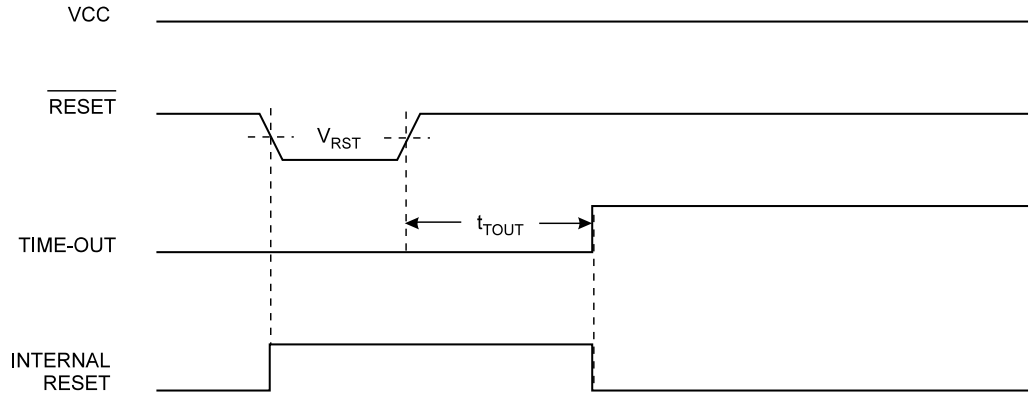 VCC
RESET
V_RST
t_TOUT
TIME-OUT
INTERNAL
RESET